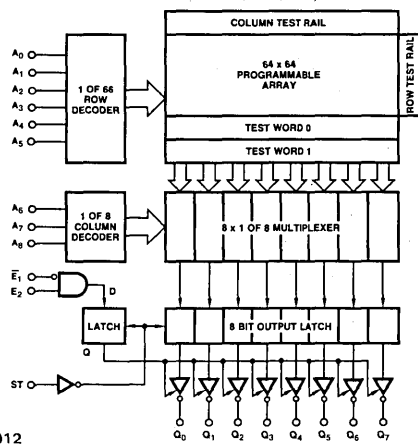 COLUMN TEST RAIL
ROW TEST RAIL
64 x 64
PROGRAMMABLE
ARRAY
TEST WORD 0
TEST WORD 1
A0
A1
A2
A3
A4
A5
1 OF 66
ROW
DECODER
A6
A7
A8
1 OF 8
COLUMN
DECODER
8 x 1 OF 8 MULTIPLEXER
E̅1
E2
D
LATCH
Q
8 BIT OUTPUT LATCH
ST
Q0 Q1 Q2 Q3 Q4 Q5 Q6 Q7
012